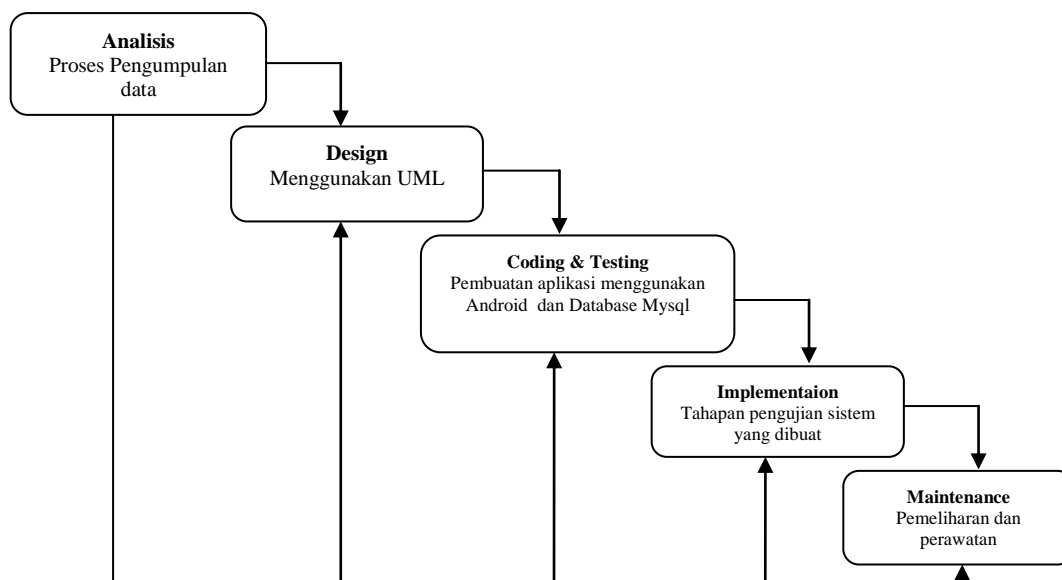 Analisis
Proses Pengumpulan
data
Design
Menggunakan UML
Coding & Testing
Pembuatan aplikasi menggunakan
Android dan Database Mysql
Implementaion
Tahapan pengujian sistem
yang dibuat
Maintenance
Pemeliharan dan
perawatan